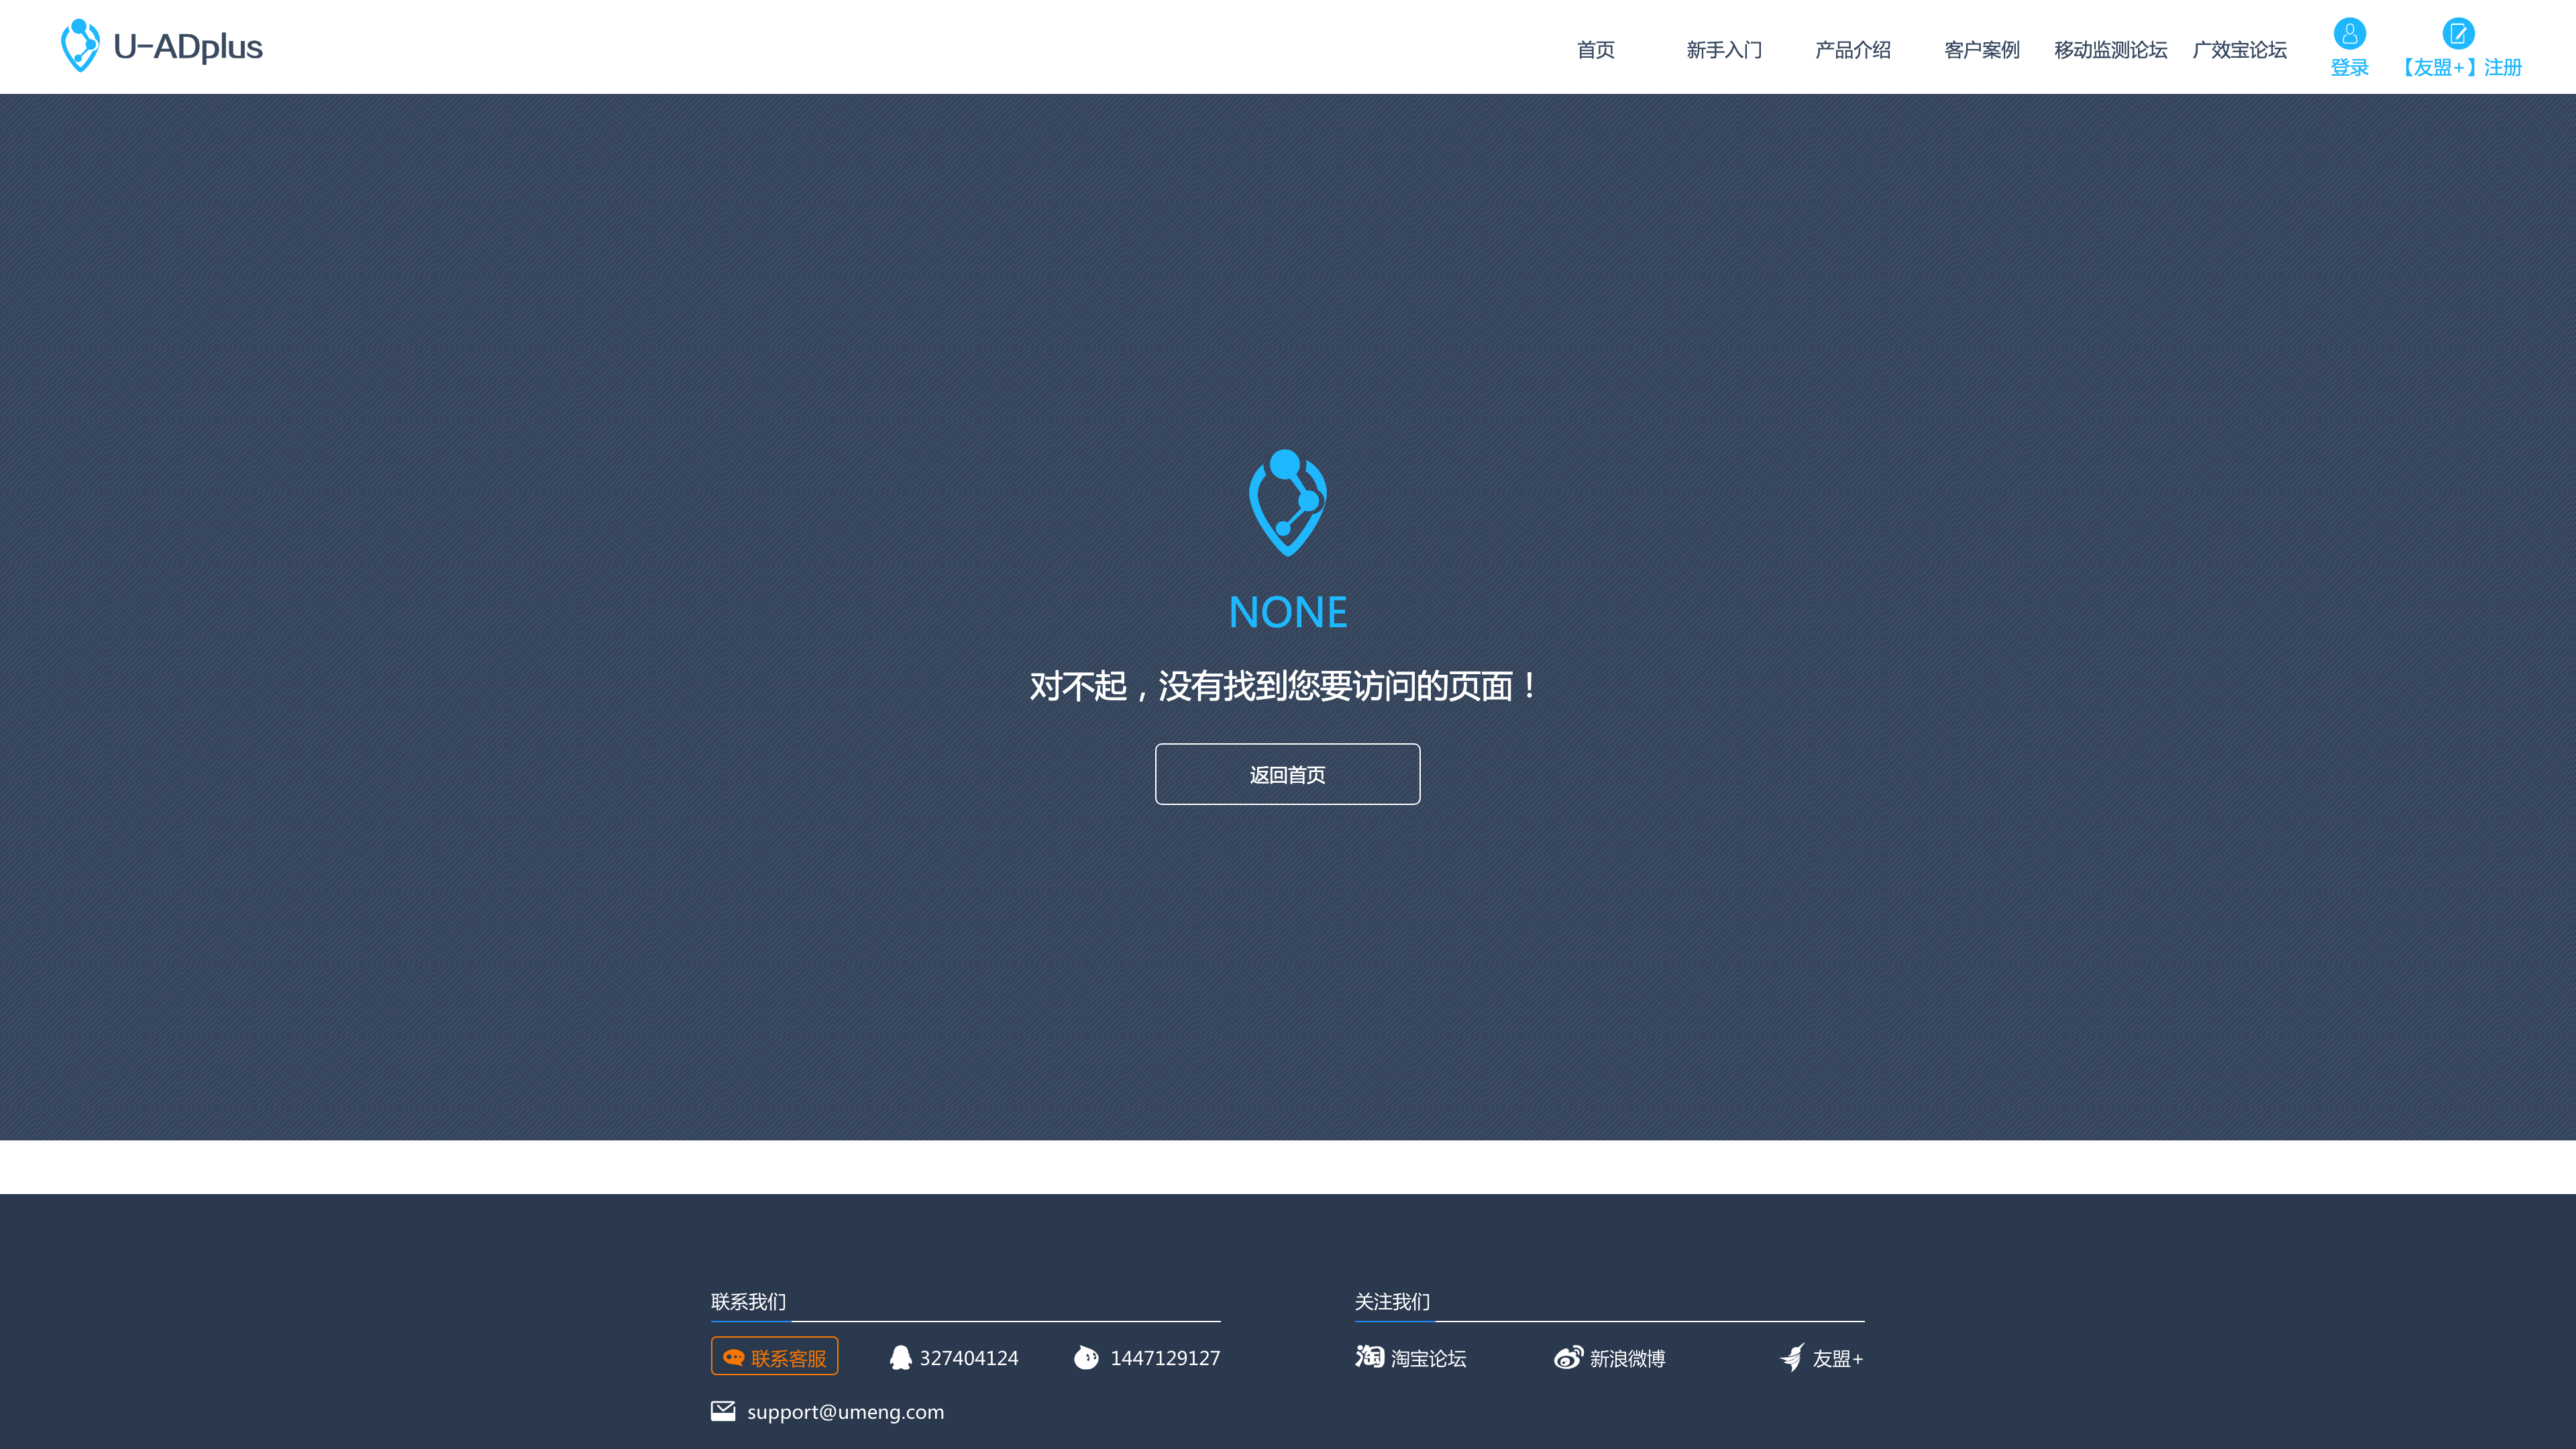 U-ADplus
首页
新手入门
产品介绍
客户案例
移动监测论坛
广效宝论坛
登录
【友盟+】注册
NONE
对不起，没有找到您要访问的页面！
返回首页
联系我们
联系客服
327404124
1447129127
support@umeng.com
关注我们
淘
淘宝论坛
新浪微博
友盟+